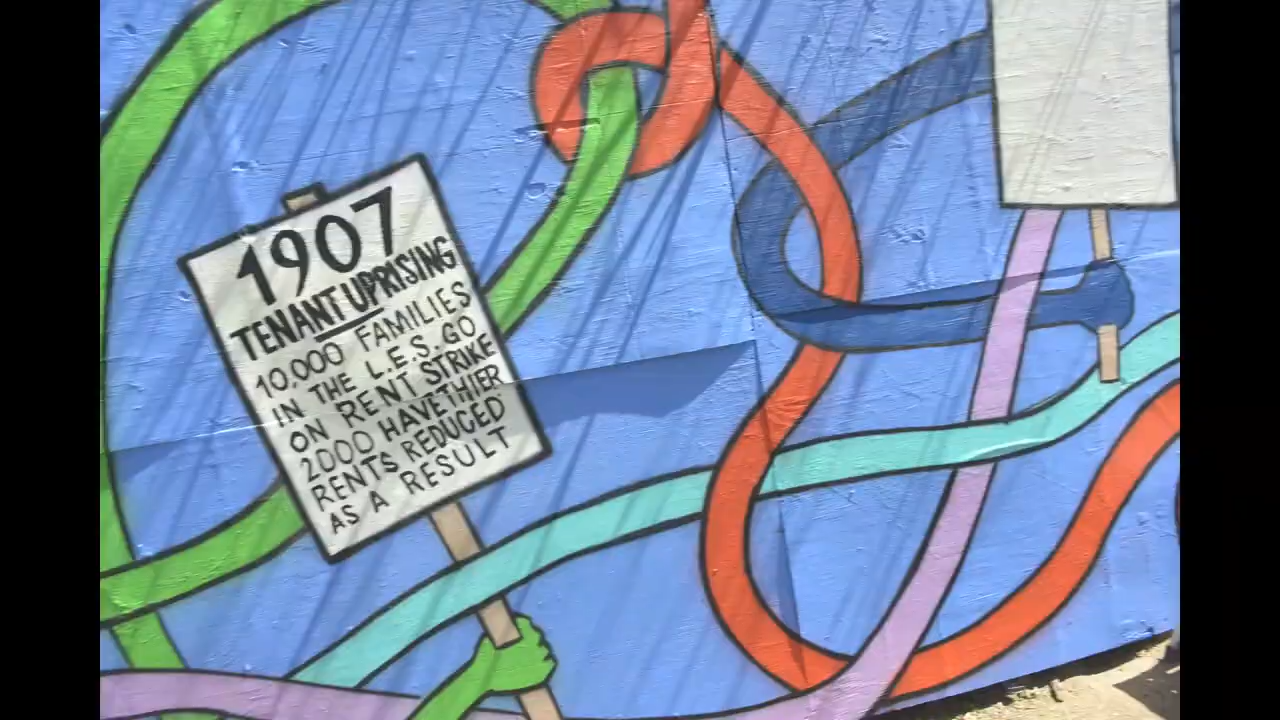 1907
TENANT UPRISING
10,000 FAMILIES
IN THE L.E.S. GO
ON RENT STRIKE
2000 HAVE THIER
RENTS REDUCED
AS A RESULT